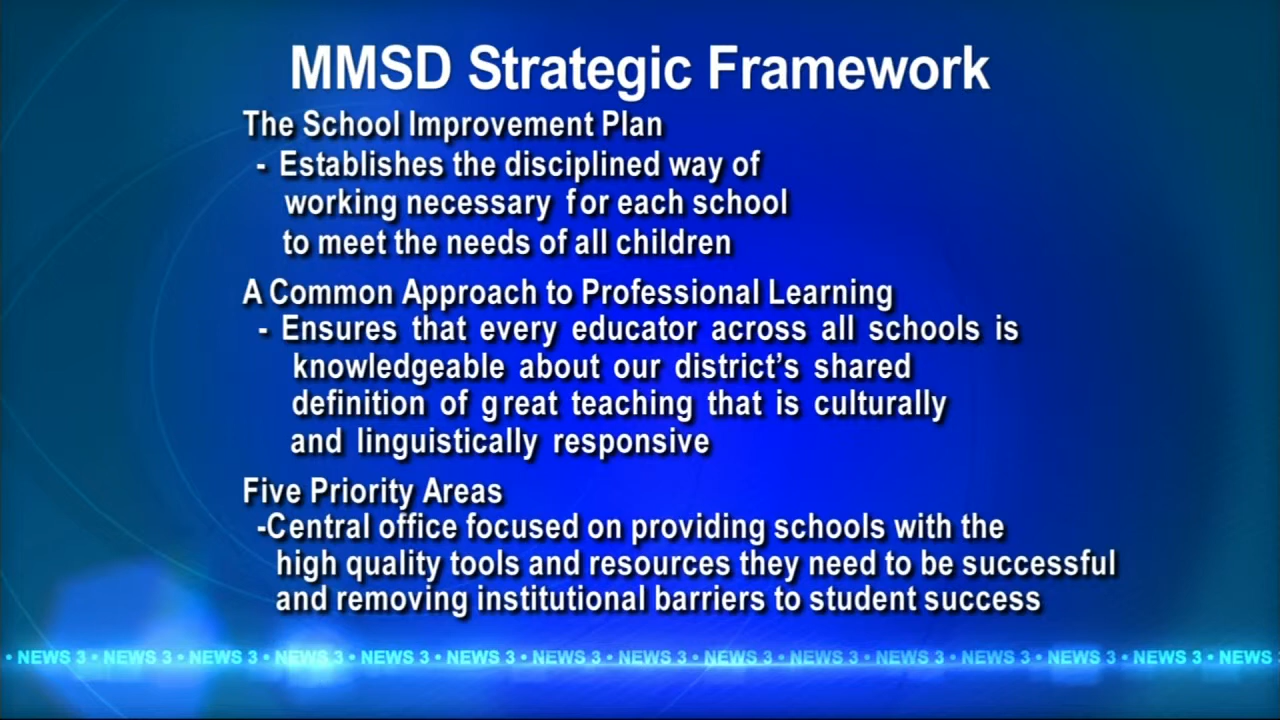 MMSD Strategic Framework
The School Improvement Plan
- Establishes the disciplined way of
working necessary for each school
to meet the needs of all children
A Common Approach to Professional Learning
- Ensures that every educator across all schools is
knowledgeable about our district's shared
definition of great teaching that is culturally
and linguistically responsive
Five Priority Areas
-Central office focused on providing schools with the
high quality tools and resources they need to be successful
and removing institutional barriers to student success
• NEWS 3 • NEWS 3 • NEWS 3 • NEWS 3 • NEWS 3 • NEWS 3 • NEWS 3 • NEWS 3 • NEWS 3 • NEWS 3 • NEWS 3 • NEWS 3 • NEWS 3 • NEWS 3 • NEWS